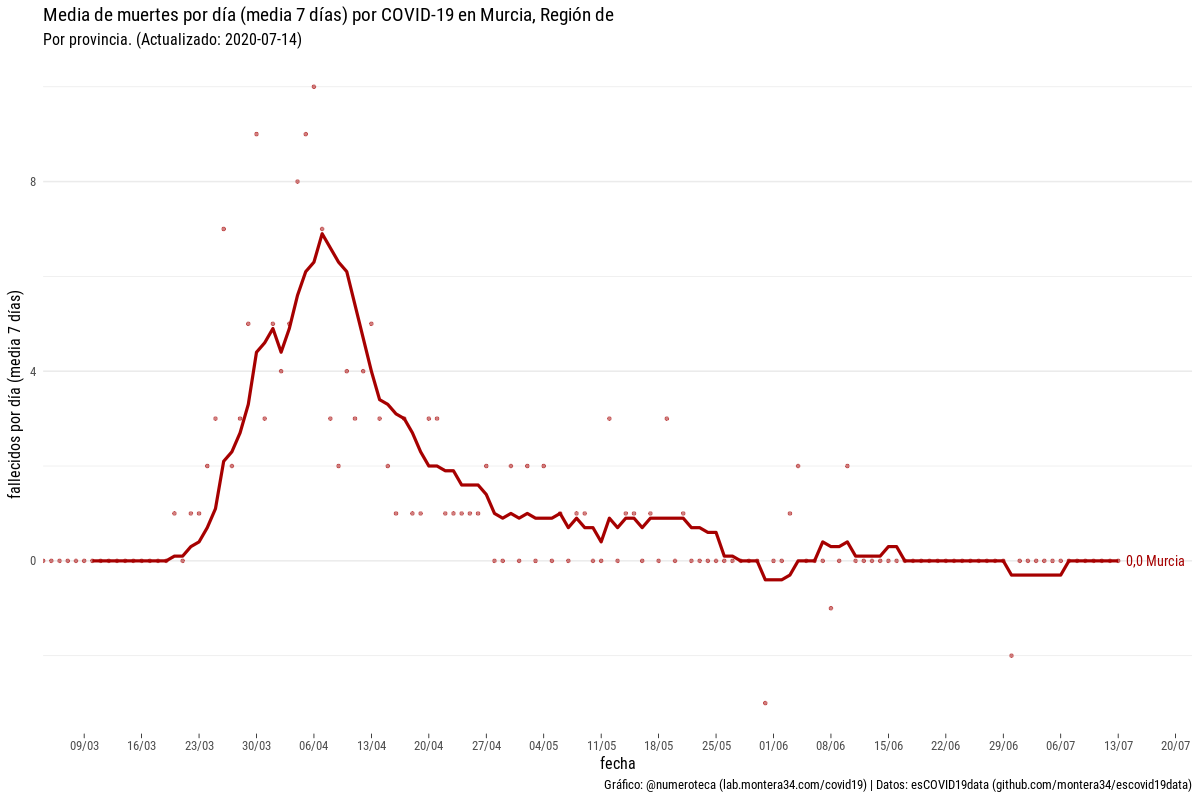 Media de muertes por día (media 7 días) por COVID-19 en Murcia, Región de
Por provincia. (Actualizado: 2020-07-14)
fallecidos por día (media 7 días)
8
4
0
0,0 Murcia
09/03 16/03 23/03 30/03 06/04 13/04 20/04 27/04 04/05 11/05 18/05 25/05 01/06 08/06 15/06 22/06 29/06 06/07 13/07 20/07
fecha
Gráfico: @numeroteca (lab.montera34.com/covid19) | Datos: esCOVID19data (github.com/montera34/escovid19data)